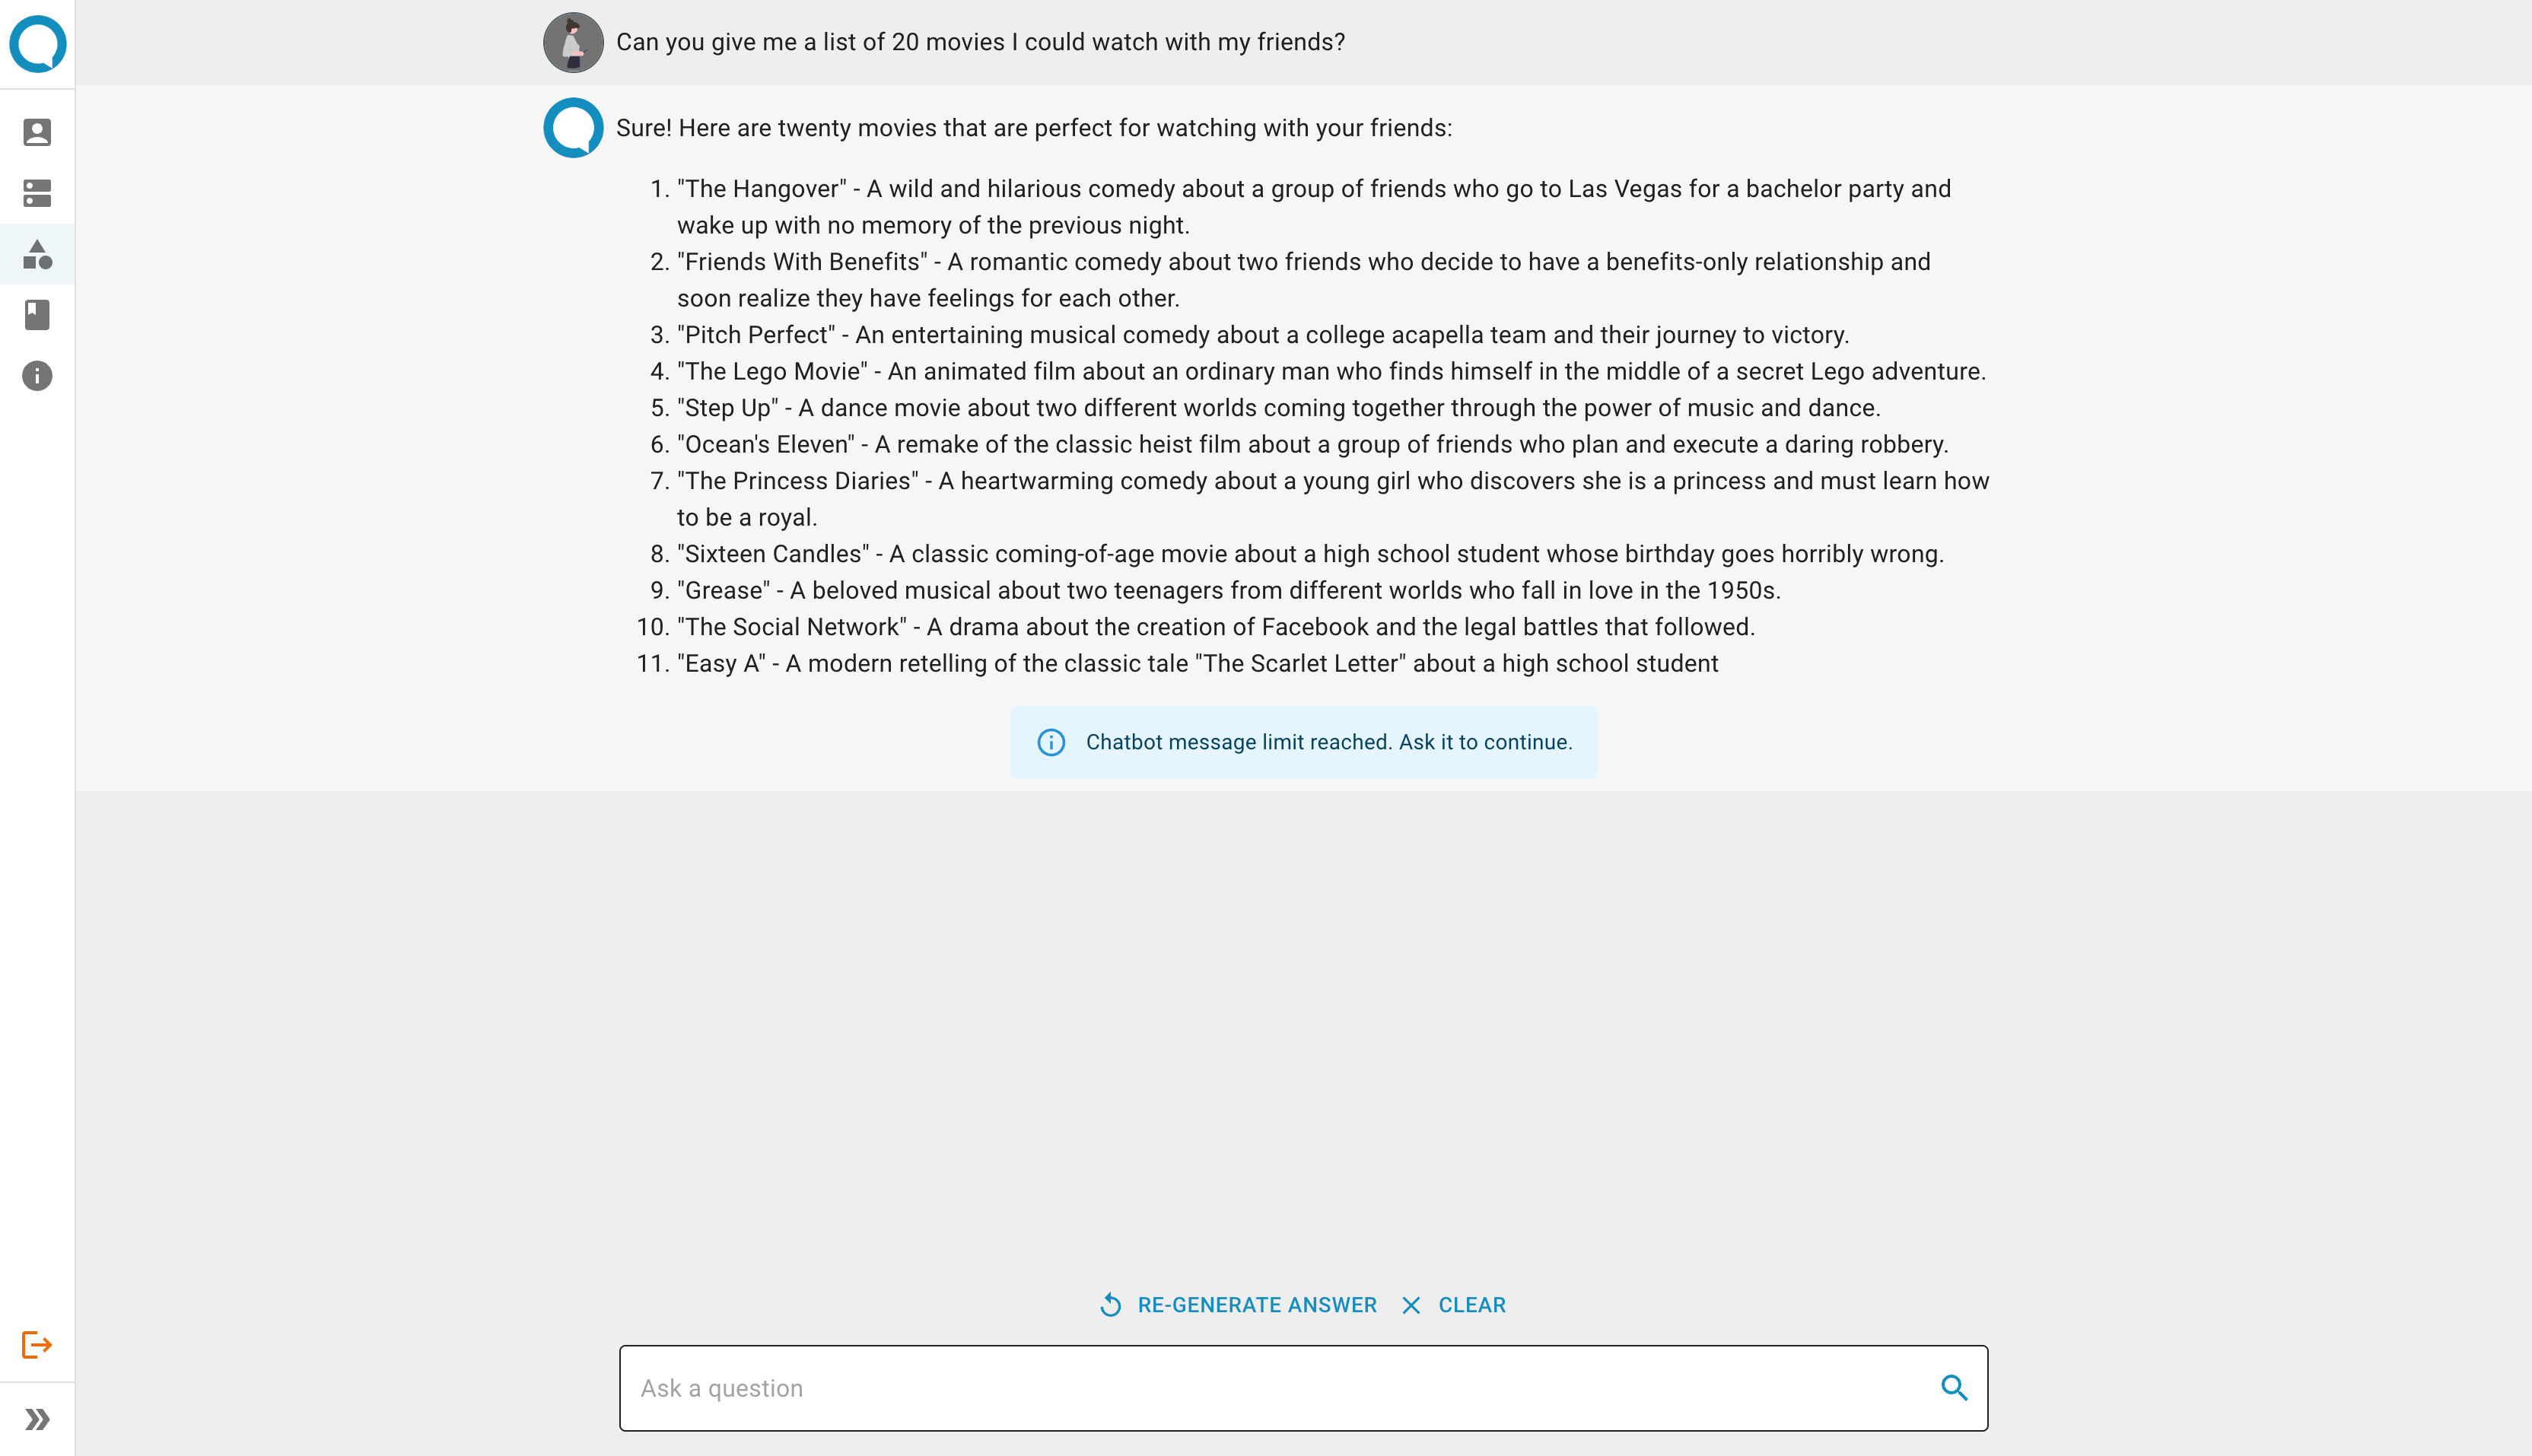 Can you give me a list of 20 movies I could watch with my friends?
Sure! Here are twenty movies that are perfect for watching with your friends:
1. "The Hangover" - A wild and hilarious comedy about a group of friends who go to Las Vegas for a bachelor party and
wake up with no memory of the previous night.
2. "Friends With Benefits" - A romantic comedy about two friends who decide to have a benefits-only relationship and
soon realize they have feelings for each other.
3. "Pitch Perfect" - An entertaining musical comedy about a college acapella team and their journey to victory.
4. "The Lego Movie" - An animated film about an ordinary man who finds himself in the middle of a secret Lego adventure.
5. "Step Up" - A dance movie about two different worlds coming together through the power of music and dance.
6. "Ocean's Eleven" - A remake of the classic heist film about a group of friends who plan and execute a daring robbery.
7. "The Princess Diaries" - A heartwarming comedy about a young girl who discovers she is a princess and must learn how
to be a royal.
8. "Sixteen Candles" - A classic coming-of-age movie about a high school student whose birthday goes horribly wrong.
9. "Grease" - A beloved musical about two teenagers from different worlds who fall in love in the 1950s.
10. "The Social Network" - A drama about the creation of Facebook and the legal battles that followed.
11. "Easy A" - A modern retelling of the classic tale "The Scarlet Letter" about a high school student
Chatbot message limit reached. Ask it to continue.
RE-GENERATE ANSWER CLEAR
Ask a question